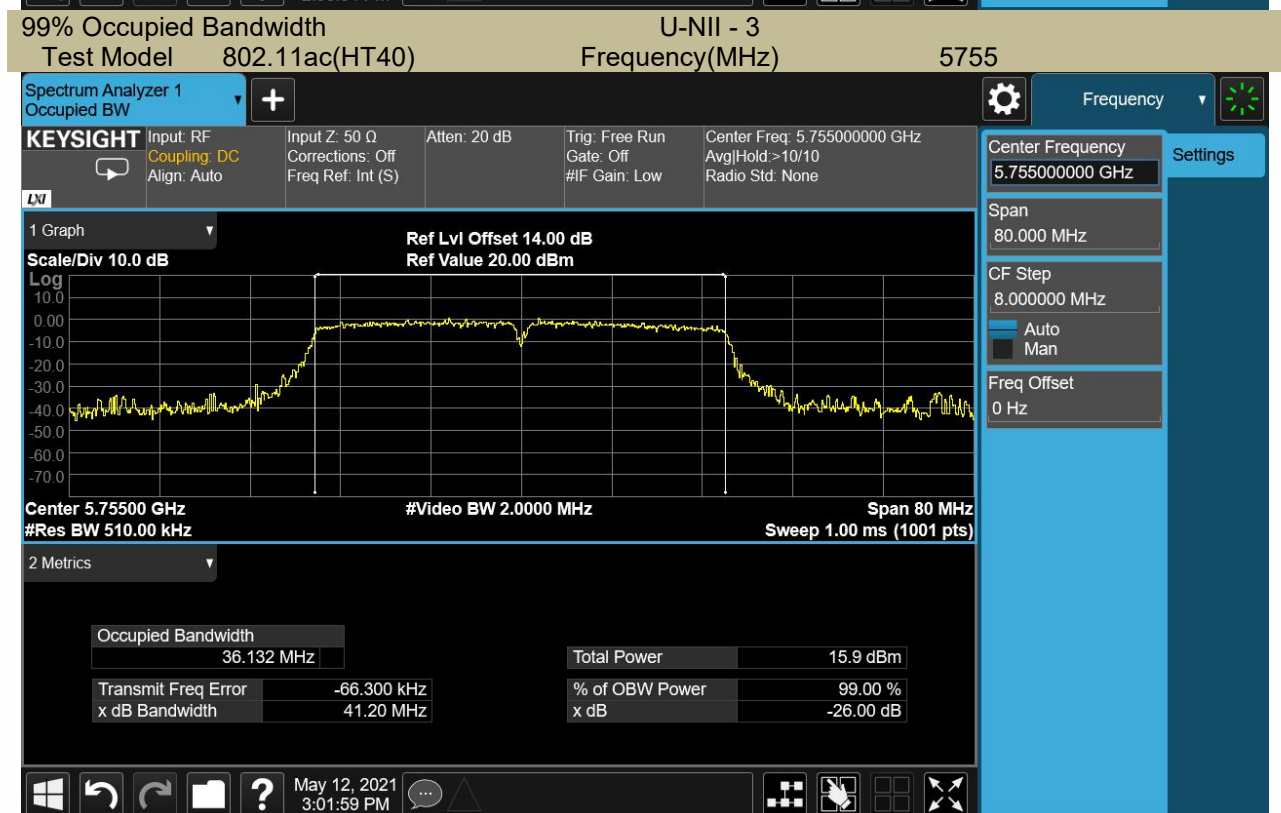 99% Occupied Bandwidth U-NII - 3
Test Model 802.11ac(HT40) Frequency(MHz) 5755
Spectrum Analyzer 1
Occupied BW
+
Frequency
KEYSIGHT
LXI
Input: RF
Coupling: DC
Align: Auto
Input Z: 50 Ω
Corrections: Off
Freq Ref: Int (S)
Atten: 20 dB
Trig: Free Run
Gate: Off
#IF Gain: Low
Center Freq: 5.755000000 GHz
Avg|Hold:>10/10
Radio Std: None
Center Frequency
5.755000000 GHz
Settings
Span
80.000 MHz
CF Step
8.000000 MHz
Auto
Man
Freq Offset
0 Hz
1 Graph
Scale/Div 10.0 dB
Ref Lvl Offset 14.00 dB
Ref Value 20.00 dBm
Log
10.0
0.00
-10.0
-20.0
-30.0
-40.0
-50.0
-60.0
-70.0
Center 5.75500 GHz #Video BW 2.0000 MHz Span 80 MHz
#Res BW 510.00 kHz Sweep 1.00 ms (1001 pts)
2 Metrics
Occupied Bandwidth
36.132 MHz
Total Power 15.9 dBm
Transmit Freq Error -66.300 kHz
% of OBW Power 99.00 %
x dB Bandwidth 41.20 MHz
x dB -26.00 dB
?
May 12, 2021
3:01:59 PM